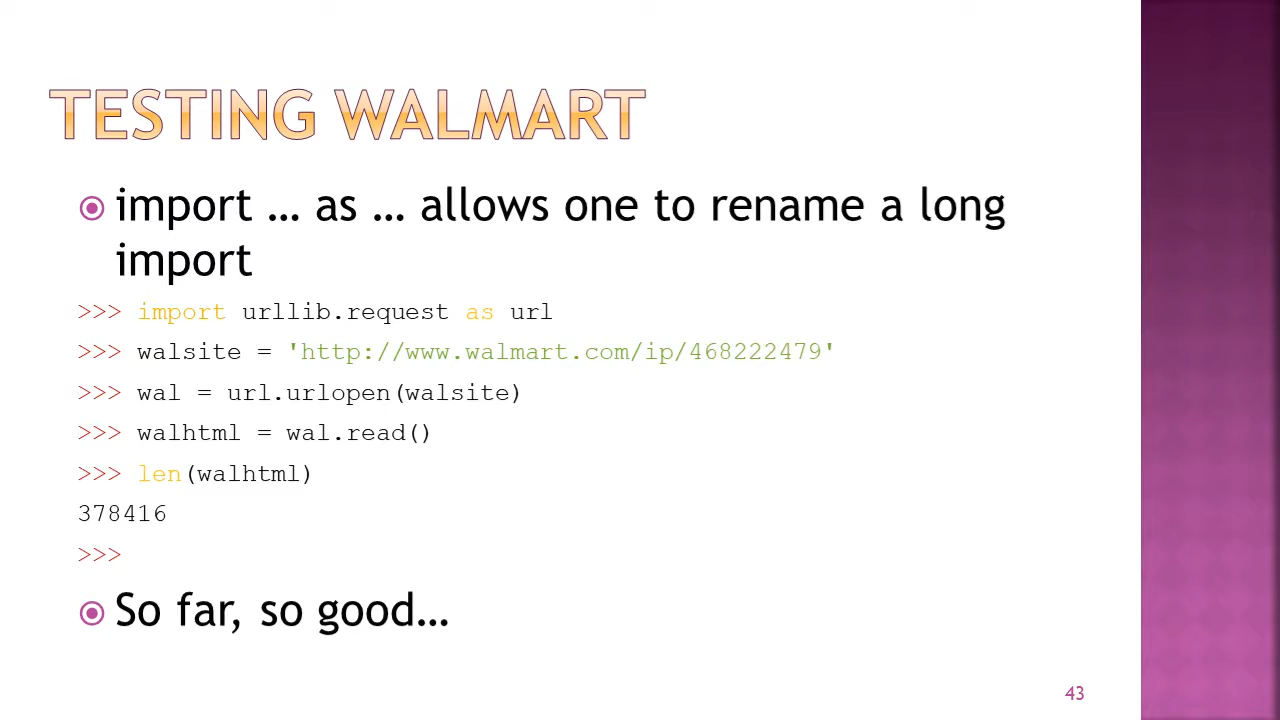 TESTING WALMART
import … as … allows one to rename a long
import
>>> import urllib.request as url
>>> walsite = 'http://www.walmart.com/ip/468222479'
>>> wal = url.urlopen(walsite)
>>> walhtml = wal.read()
>>> len(walhtml)
378416
>>>
So far, so good…
43